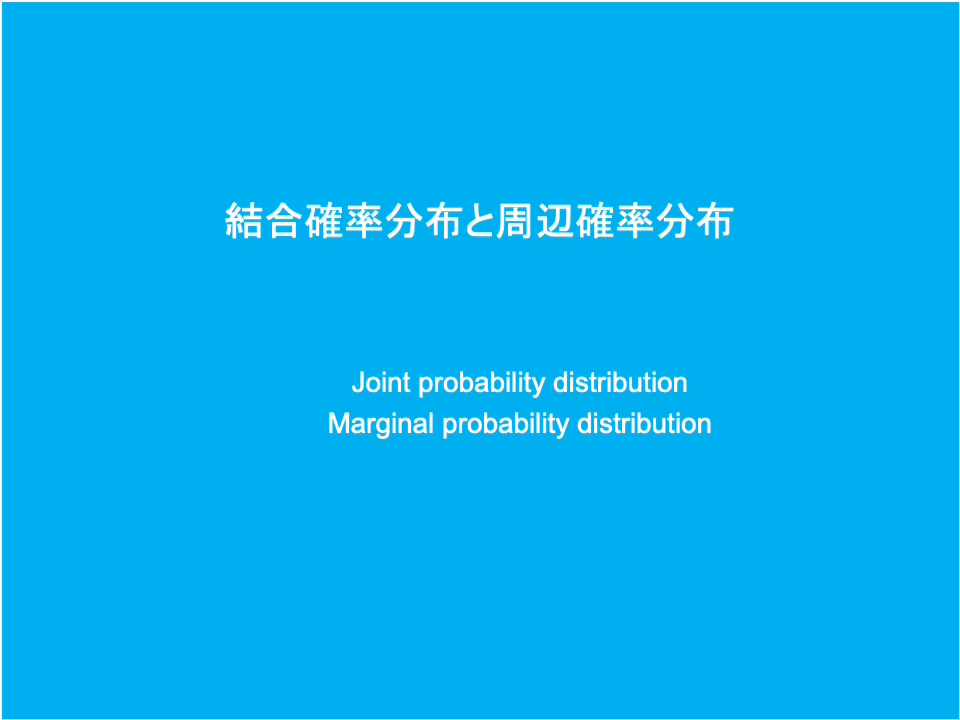 結合確率分布と周辺確率分布
Joint probability distribution
Marginal probability distribution